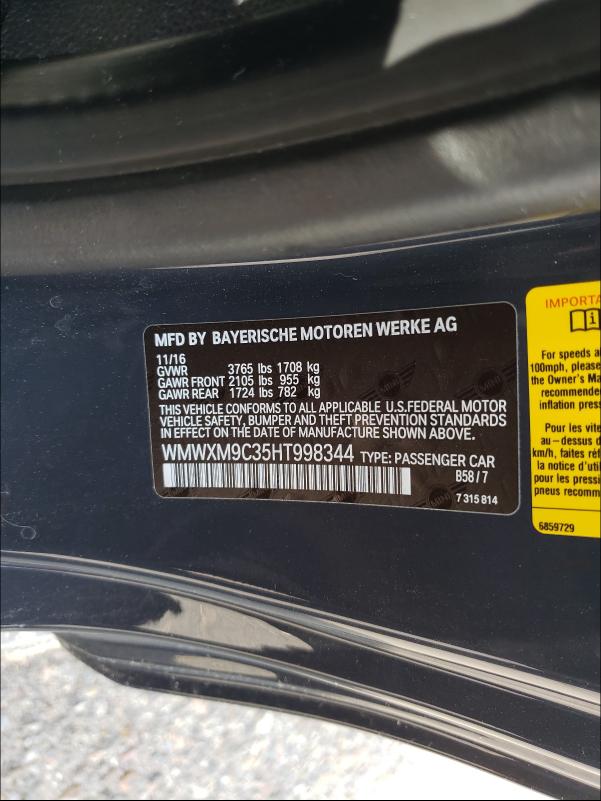 MFD BY BAYERISCHE MOTOREN WERKE AG
11/16
GVWR 3765 lbs 1708 kg
GAWR FRONT 2105 lbs 955 kg
GAWR REAR 1724 lbs 782 kg
THIS VEHICLE CONFORMS TO ALL APPLICABLE U.S.FEDERAL MOTOR
VEHICLE SAFETY, BUMPER AND THEFT PREVENTION STANDARDS
IN EFFECT ON THE DATE OF MANUFACTURE SHOWN ABOVE.
WMWXM9C35HT998344 TYPE: PASSENGER CAR
B58 / 7
7 315 814
IMPORTA
i
For speeds a
100mph, please
the Owner's Ma
recommende
inflation press
Pour les vite
au-dessus d
km/h, faites réf
la notice d'util
pour les pressi
pneus recomm
6859729